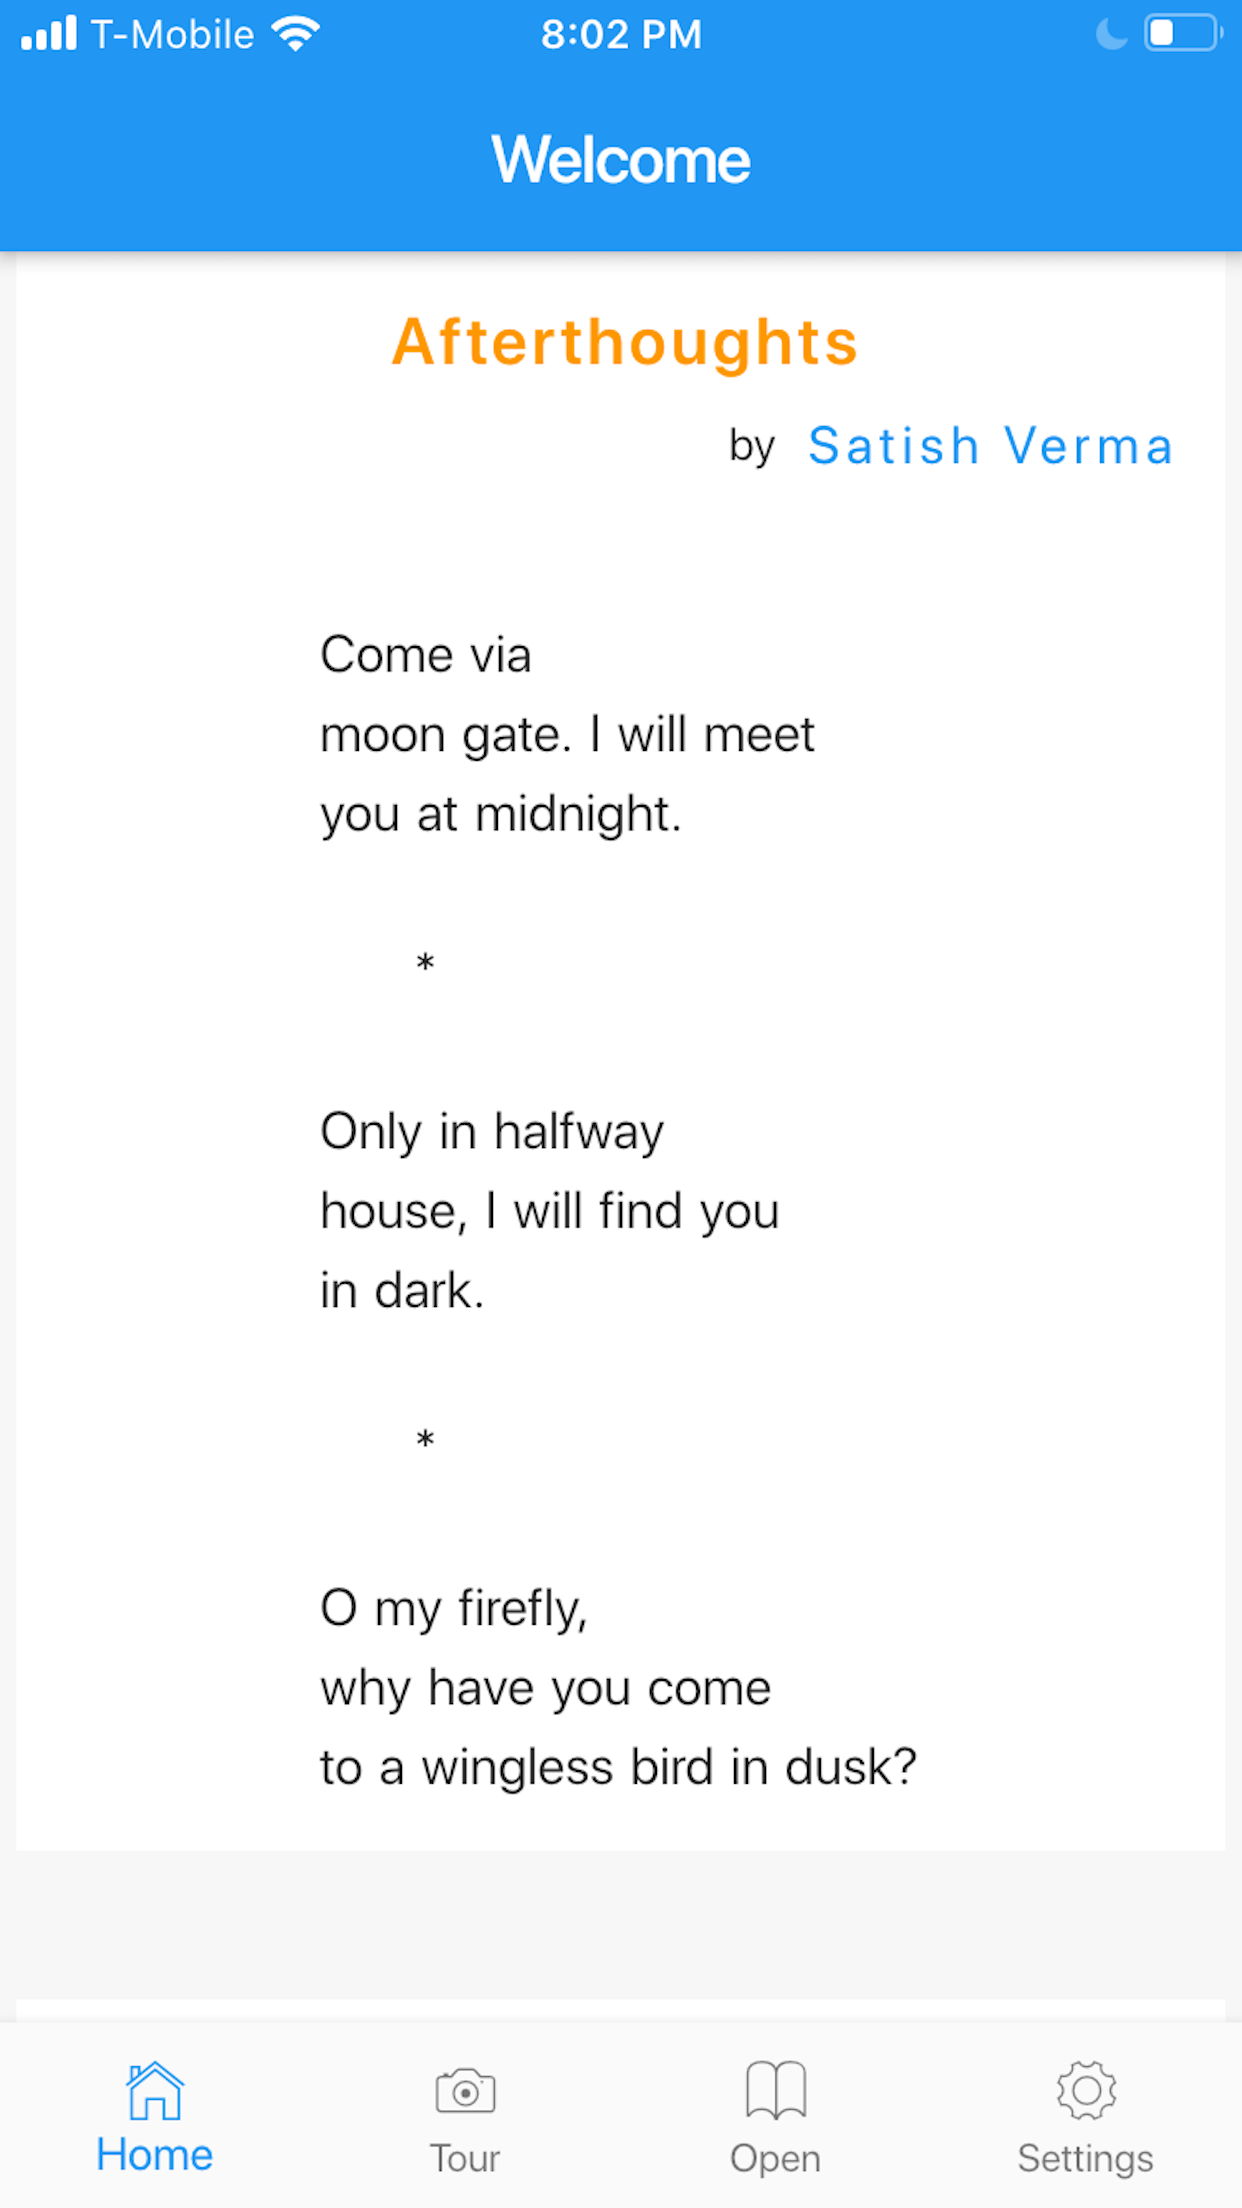 T-Mobile 8:02 PM
Welcome
Afterthoughts
by Satish Verma
Come via
moon gate. I will meet
you at midnight.
*
Only in halfway
house, I will find you
in dark.
*
O my firefly,
why have you come
to a wingless bird in dusk?
Home Tour Open Settings